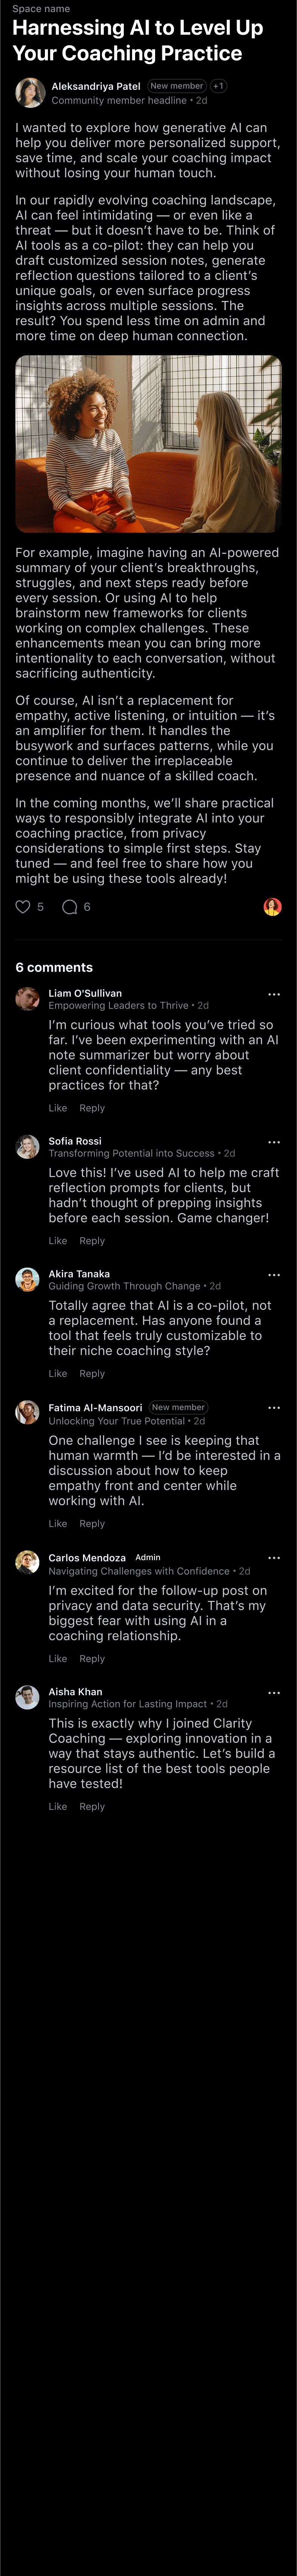 Space name
Harnessing AI to Level Up
Your Coaching Practice
Aleksandriya Patel New member +1
Community member headline • 2d
I wanted to explore how generative AI can
help you deliver more personalized support,
save time, and scale your coaching impact
without losing your human touch.
In our rapidly evolving coaching landscape,
AI can feel intimidating — or even like a
threat — but it doesn’t have to be. Think of
AI tools as a co-pilot: they can help you
draft customized session notes, generate
reflection questions tailored to a client’s
unique goals, or even surface progress
insights across multiple sessions. The
result? You spend less time on admin and
more time on deep human connection.
For example, imagine having an AI-powered
summary of your client’s breakthroughs,
struggles, and next steps ready before
every session. Or using AI to help
brainstorm new frameworks for clients
working on complex challenges. These
enhancements mean you can bring more
intentionality to each conversation, without
sacrificing authenticity.
Of course, AI isn’t a replacement for
empathy, active listening, or intuition — it’s
an amplifier for them. It handles the
busywork and surfaces patterns, while you
continue to deliver the irreplaceable
presence and nuance of a skilled coach.
In the coming months, we’ll share practical
ways to responsibly integrate AI into your
coaching practice, from privacy
considerations to simple first steps. Stay
tuned — and feel free to share how you
might be using these tools already!
5 6
6 comments
Liam O'Sullivan
Empowering Leaders to Thrive • 2d
I’m curious what tools you’ve tried so
far. I’ve been experimenting with an AI
note summarizer but worry about
client confidentiality — any best
practices for that?
Like Reply
Sofia Rossi
Transforming Potential into Success • 2d
Love this! I’ve used AI to help me craft
reflection prompts for clients, but
hadn’t thought of prepping insights
before each session. Game changer!
Like Reply
Akira Tanaka
Guiding Growth Through Change • 2d
Totally agree that AI is a co-pilot, not
a replacement. Has anyone found a
tool that feels truly customizable to
their niche coaching style?
Like Reply
Fatima Al-Mansoori New member
Unlocking Your True Potential • 2d
One challenge I see is keeping that
human warmth — I’d be interested in a
discussion about how to keep
empathy front and center while
working with AI.
Like Reply
Carlos Mendoza Admin
Navigating Challenges with Confidence • 2d
I’m excited for the follow-up post on
privacy and data security. That’s my
biggest fear with using AI in a
coaching relationship.
Like Reply
Aisha Khan
Inspiring Action for Lasting Impact • 2d
This is exactly why I joined Clarity
Coaching — exploring innovation in a
way that stays authentic. Let’s build a
resource list of the best tools people
have tested!
Like Reply